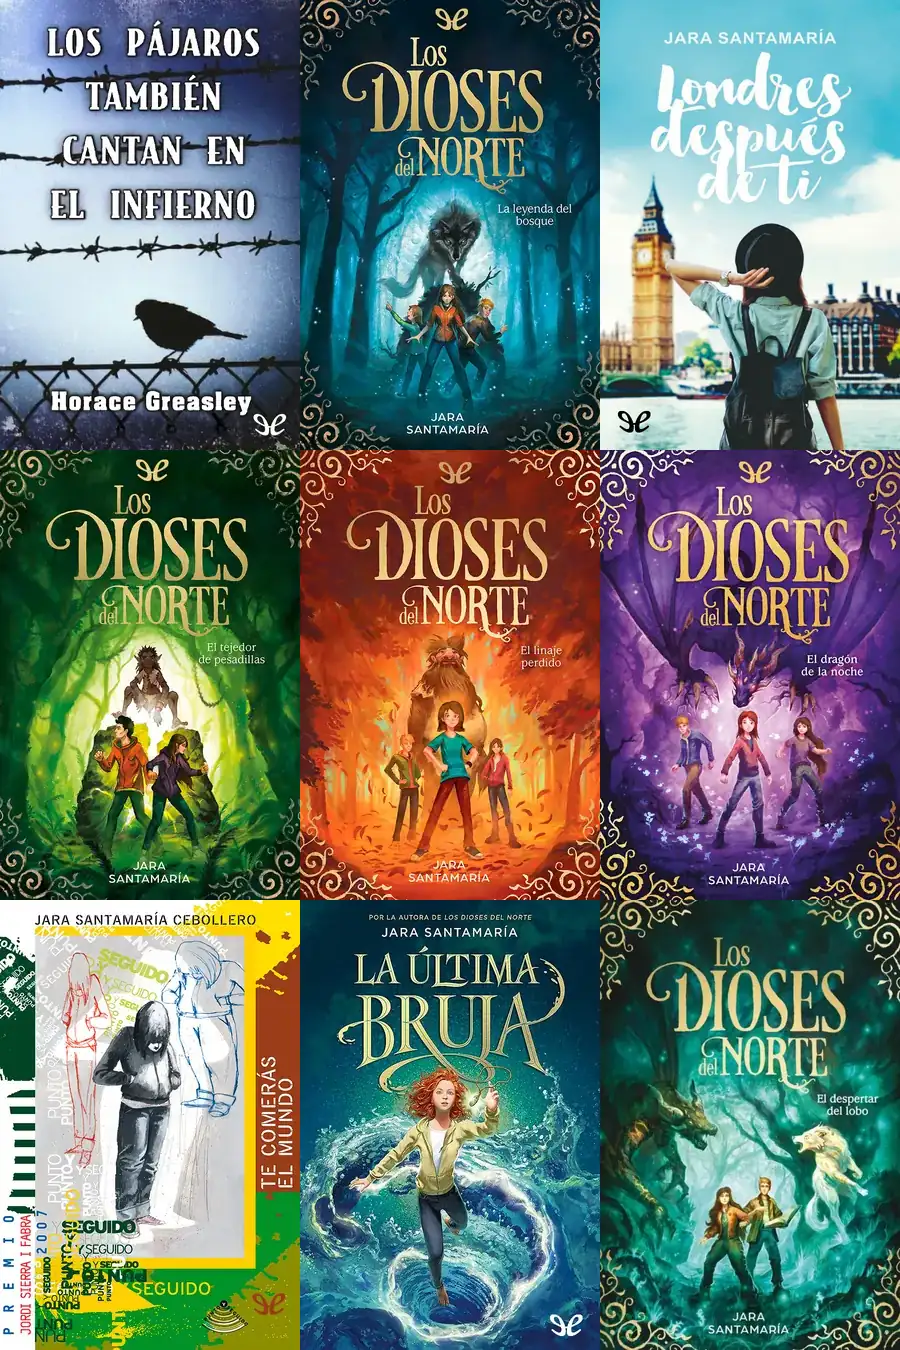 LOS PÁJAROS
TAMBIÉN
CANTAN EN
EL INFIERNO
Horace Greasley
Los
DIOSES
del NORTE
La leyenda del
bosque
JARA
SANTAMARÍA
JARA SANTAMARÍA
Londres
después
de ti
Los
DIOSES
del NORTE
El tejedor
de pesadillas
JARA
SANTAMARÍA
Los
DIOSES
del NORTE
El linaje
perdido
JARA
SANTAMARÍA
Los
DIOSES
del NORTE
El dragón
de la noche
JARA
SANTAMARÍA
JARA SANTAMARÍA CEBOLLERO
SEGUIDO
TE COMERÁS
EL MUNDO
PREMIO
JORDI SIERRA I FABRA
2007
PUNTO
SEGUIDO
Y SEGUIDO
SEGUIDO
POR LA AUTORA DE LOS DIOSES DEL NORTE
JARA SANTAMARÍA
LA ÚLTIMA
BRUJA
Los
DIOSES
del NORTE
El despertar
del lobo
JARA
SANTAMARÍA